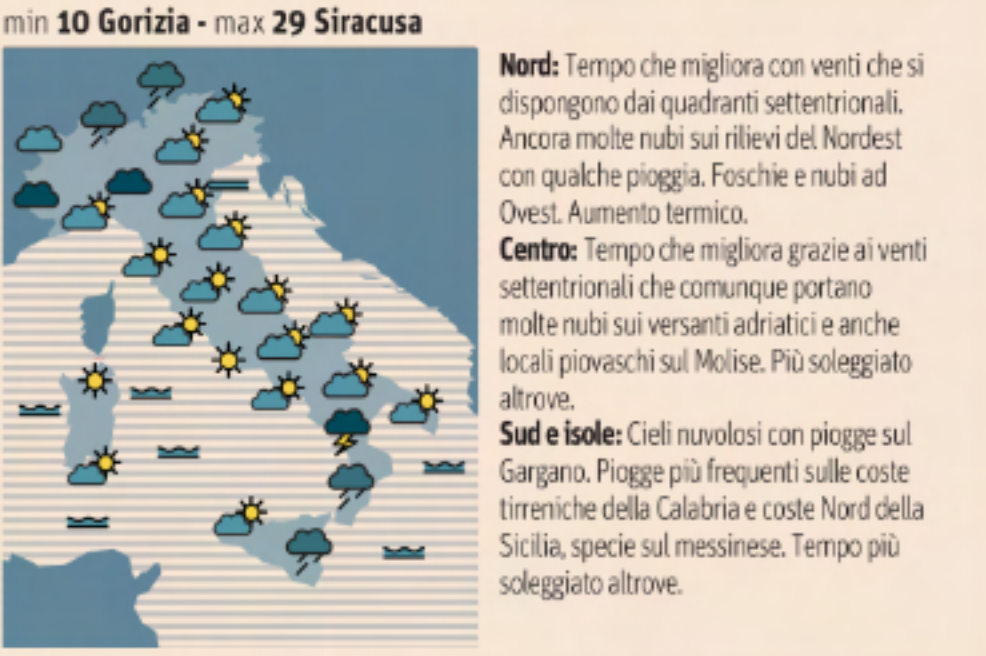 min 10 Gorizia - max 29 Siracusa
Nord: Tempo che migliora con venti che si
dispongono dai quadranti settentrionali.
Ancora molte nubi sui rilievi del Nordest
con qualche pioggia. Foschie e nubi ad
Ovest. Aumento termico.
Centro: Tempo che migliora grazie ai venti
settentrionali che comunque portano
molte nubi sui versanti adriatici e anche
locali piovaschi sul Molise. Più soleggiato
altrove.
Sud e isole: Cieli nuvolosi con piogge sul
Gargano. Piogge più frequenti sulle coste
tirreniche della Calabria e coste Nord della
Sicilia, specie sul messinese. Tempo più
soleggiato altrove.